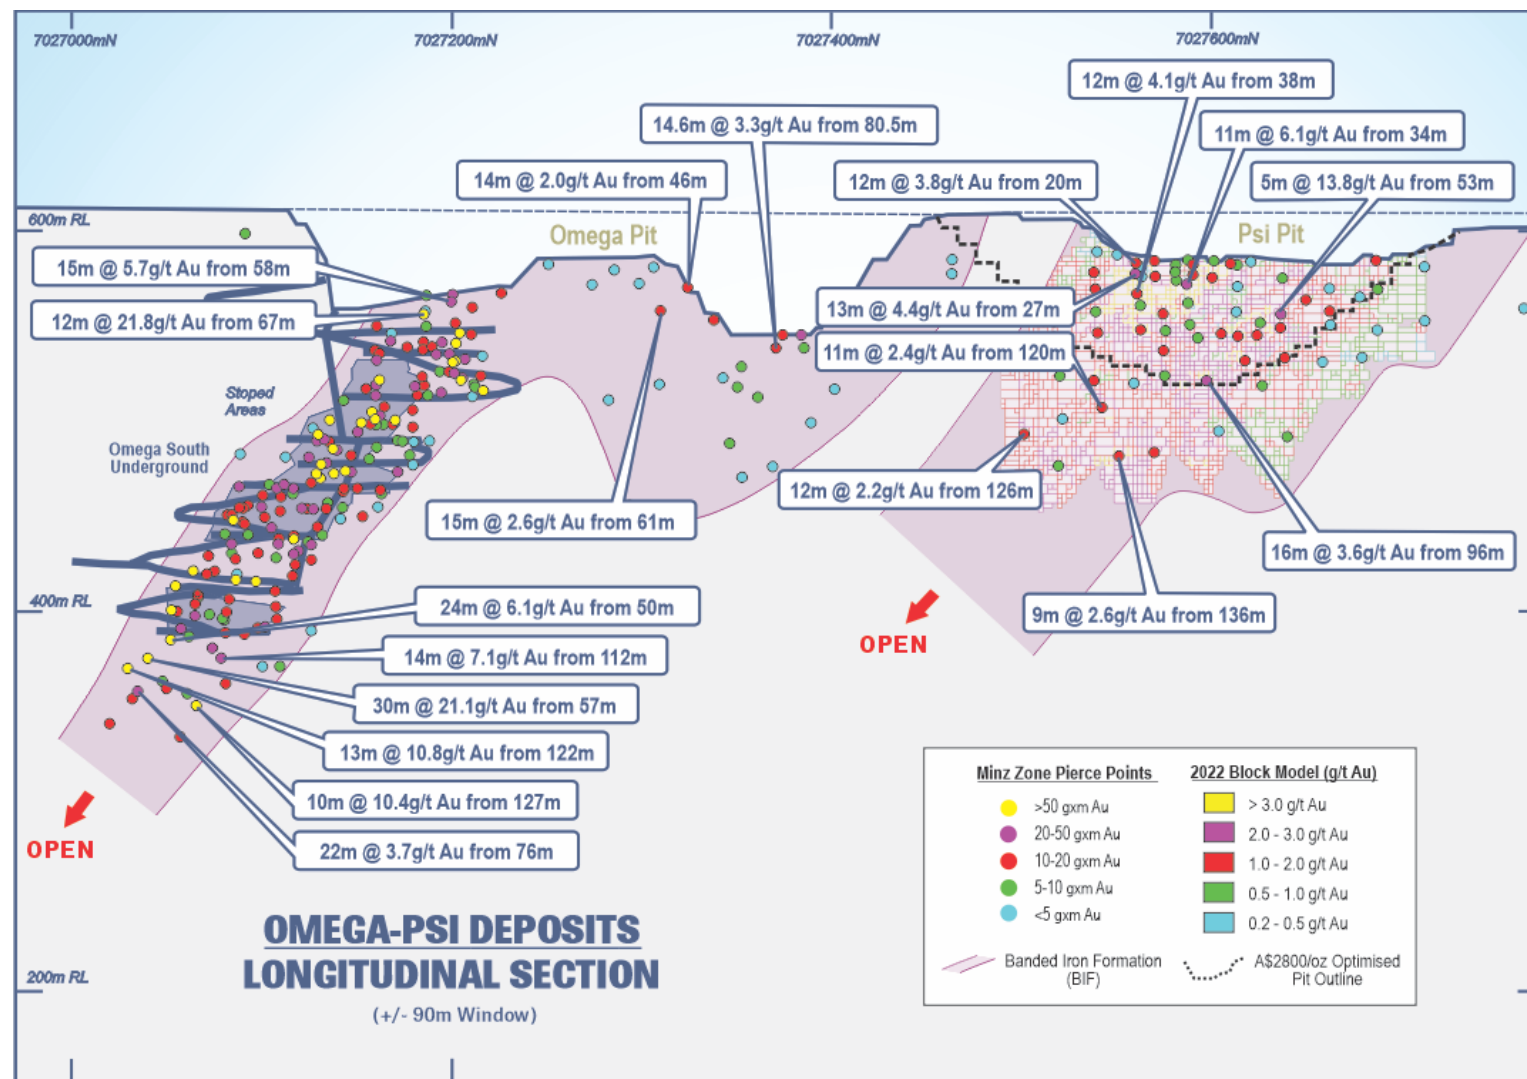 7027000mN
7027200mN
7027400mN
7027600mN
12m @ 4.1g/t Au from 38m
14.6m @ 3.3g/t Au from 80.5m
11m @ 6.1g/t Au from 34m
14m @ 2.0g/t Au from 46m
12m @ 3.8g/t Au from 20m
5m @ 13.8g/t Au from 53m
600m RL
Omega Pit
Psi Pit
15m @ 5.7g/t Au from 58m
13m @ 4.4g/t Au from 27m
12m @ 21.8g/t Au from 67m
11m @ 2.4g/t Au from 120m
Stoped
Areas
Omega South
Underground
12m @ 2.2g/t Au from 126m
15m @ 2.6g/t Au from 61m
16m @ 3.6g/t Au from 96m
400m RL
24m @ 6.1g/t Au from 50m
9m @ 2.6g/t Au from 136m
OPEN
14m @ 7.1g/t Au from 112m
30m @ 21.1g/t Au from 57m
13m @ 10.8g/t Au from 122m
10m @ 10.4g/t Au from 127m
OPEN
22m @ 3.7g/t Au from 76m
Minz Zone Pierce Points
>50 gxm Au
20-50 gxm Au
10-20 gxm Au
5-10 gxm Au
<5 gxm Au
2022 Block Model (g/t Au)
> 3.0 g/t Au
2.0 - 3.0 g/t Au
1.0 - 2.0 g/t Au
0.5 - 1.0 g/t Au
0.2 - 0.5 g/t Au
Banded Iron Formation
(BIF)
A$2800/oz Optimised
Pit Outline
OMEGA-PSI DEPOSITS
LONGITUDINAL SECTION
(+/- 90m Window)
200m RL